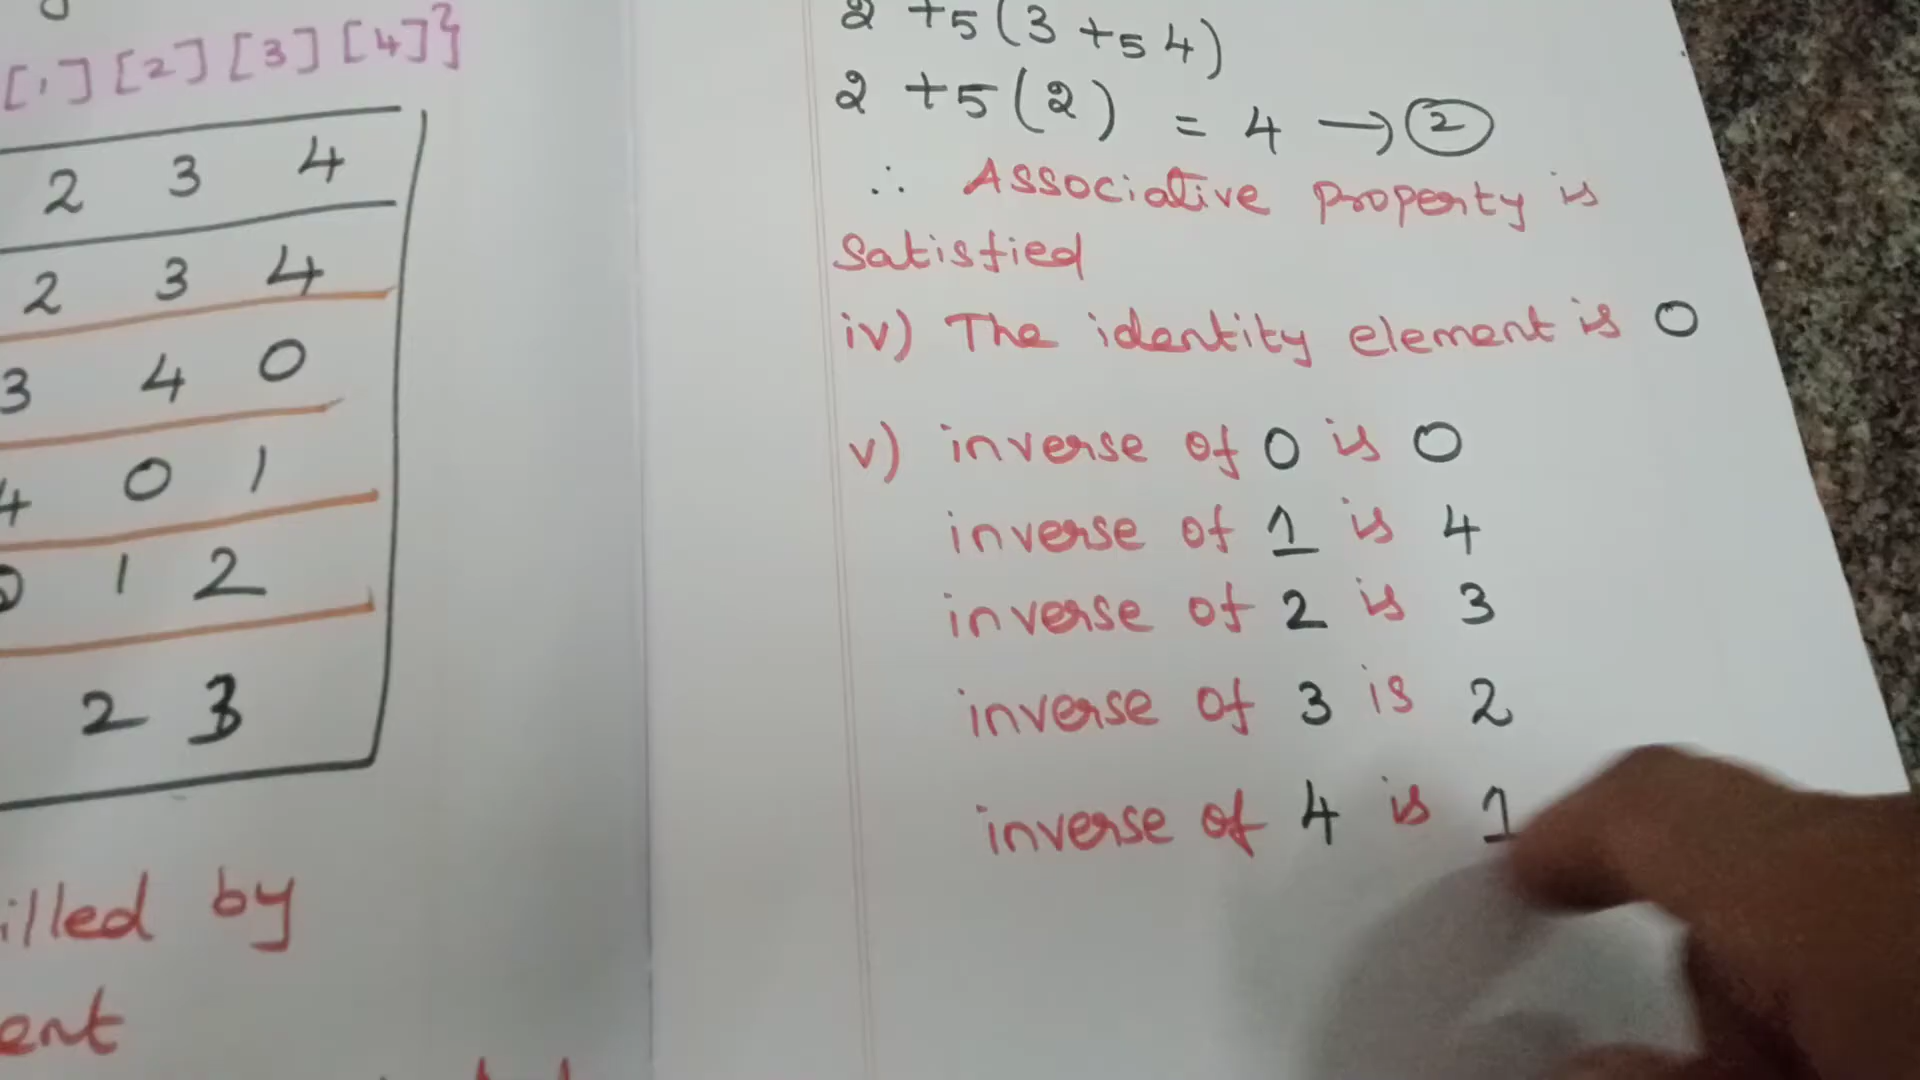 [1] [2] [3] [4]}
2 3 4
2 3 4
3 4 0
4 0 1
0 1 2
2 3
illed by
ent
2 +5 (3 +5 4)
2 +5 (2) = 4 → 2
∴ Associative property is
satisfied
iv) The identity element is 0
v) inverse of 0 is 0
inverse of 1 is 4
inverse of 2 is 3
inverse of 3 is 2
inverse of 4 is 1